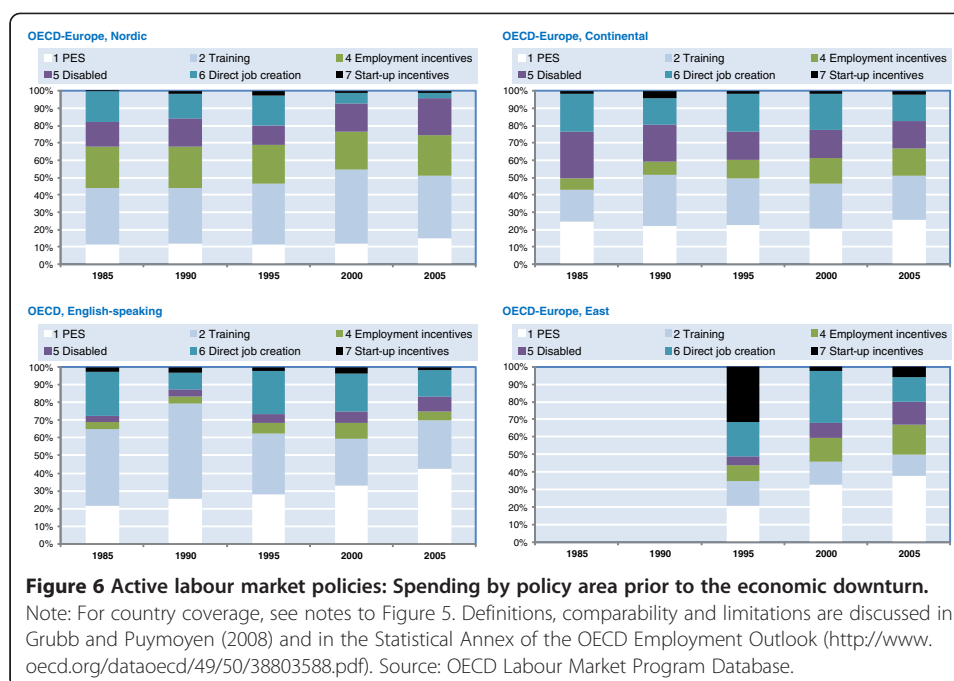 OECD-Europe, Nordic
1 PES 2 Training 4 Employment incentives
5 Disabled 6 Direct job creation 7 Start-up incentives
100%
90%
80%
70%
60%
50%
40%
30%
20%
10%
0%
1985 1990 1995 2000 2005
OECD-Europe, Continental
1 PES 2 Training 4 Employment incentives
5 Disabled 6 Direct job creation 7 Start-up incentives
100%
90%
80%
70%
60%
50%
40%
30%
20%
10%
0%
1985 1990 1995 2000 2005
OECD, English-speaking
1 PES 2 Training 4 Employment incentives
5 Disabled 6 Direct job creation 7 Start-up incentives
100%
90%
80%
70%
60%
50%
40%
30%
20%
10%
0%
1985 1990 1995 2000 2005
OECD-Europe, East
1 PES 2 Training 4 Employment incentives
5 Disabled 6 Direct job creation 7 Start-up incentives
100%
90%
80%
70%
60%
50%
40%
30%
20%
10%
0%
1985 1990 1995 2000 2005
Figure 6 Active labour market policies: Spending by policy area prior to the economic downturn.
Note: For country coverage, see notes to Figure 5. Definitions, comparability and limitations are discussed in
Grubb and Puymoyen (2008) and in the Statistical Annex of the OECD Employment Outlook (http://www.
oecd.org/dataoecd/49/50/38803588.pdf). Source: OECD Labour Market Program Database.